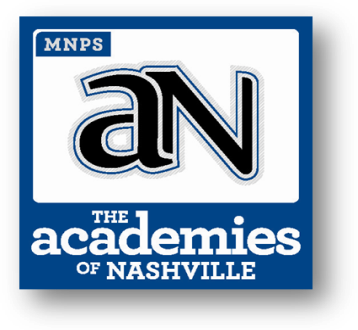 MNPS
aN
THE
academies
OF NASHVILLE